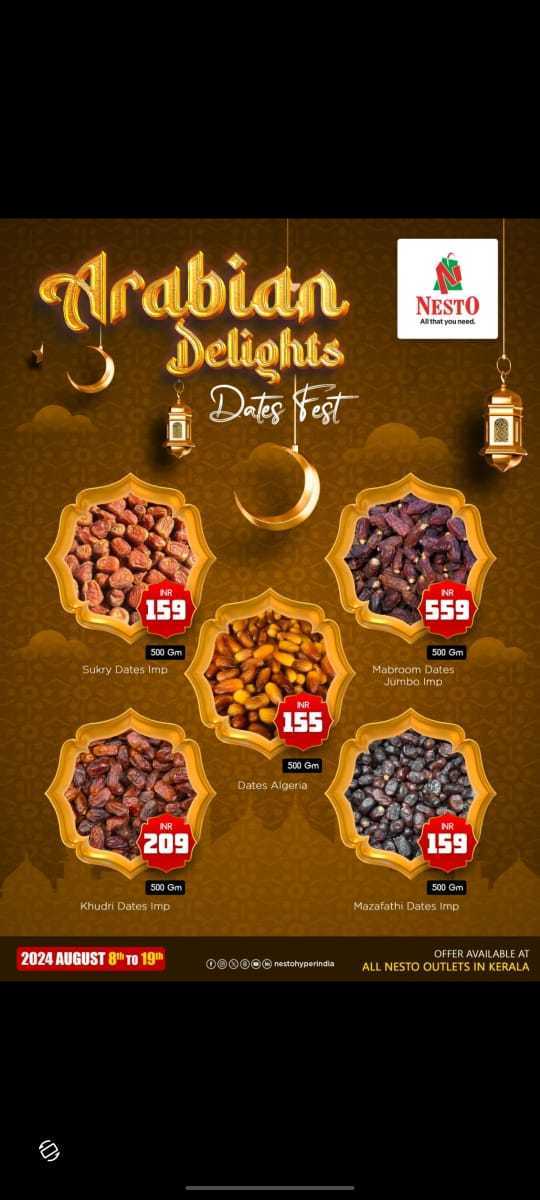 Arabian
Delights
Dates Fest
NESTO
All that you need.
INR
159
500 Gm
Sukry Dates Imp
INR
559
500 Gm
Mabroom Dates
Jumbo Imp
INR
155
500 Gm
Dates Algeria
INR
209
500 Gm
Khudri Dates Imp
INR
159
500 Gm
Mazafathi Dates Imp
2024 AUGUST 8th TO 19th
nestohyperindia
OFFER AVAILABLE AT
ALL NESTO OUTLETS IN KERALA